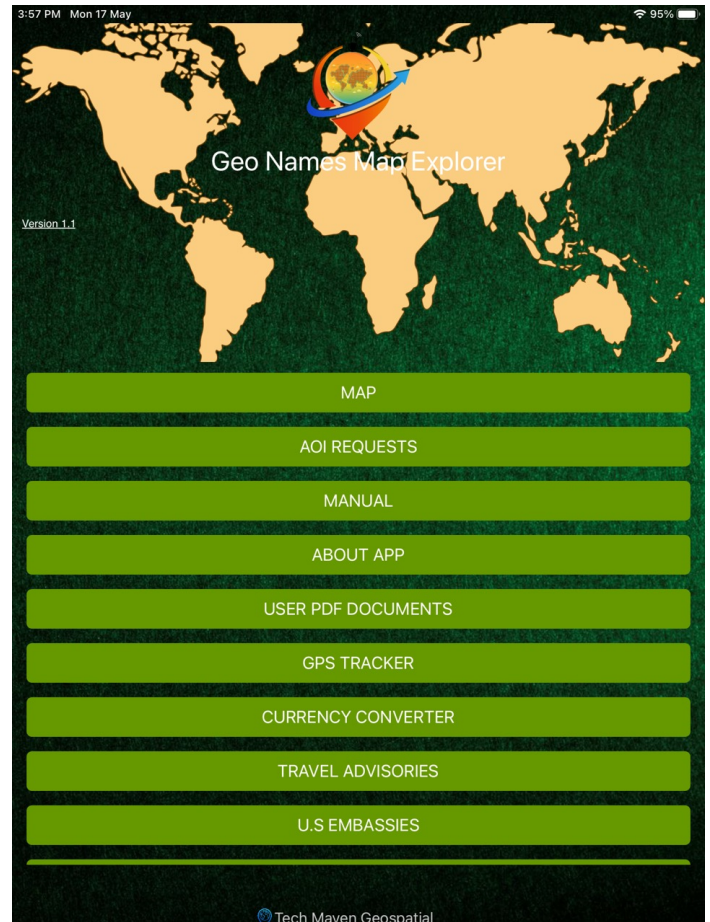 3:57 PM Mon 17 May
95%
Geo Names Map Explorer
Version 1.1
MAP
AOI REQUESTS
MANUAL
ABOUT APP
USER PDF DOCUMENTS
GPS TRACKER
CURRENCY CONVERTER
TRAVEL ADVISORIES
U.S EMBASSIES
Tech Maven Geospatial